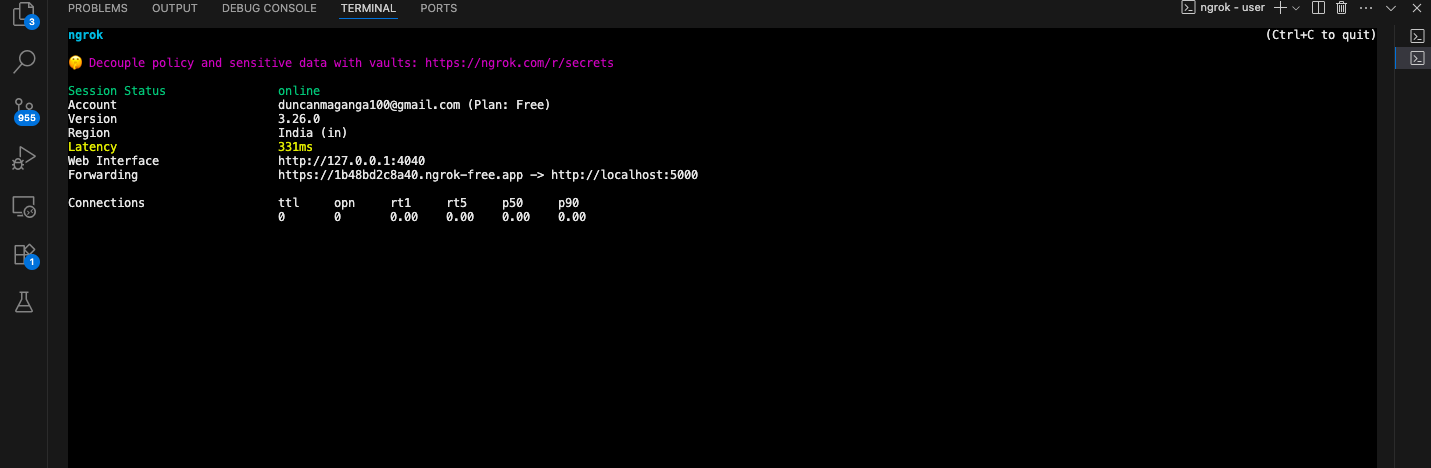 PROBLEMS OUTPUT DEBUG CONSOLE TERMINAL PORTS ngrok - user
3
ngrok (Ctrl+C to quit)
🤫 Decouple policy and sensitive data with vaults: https://ngrok.com/r/secrets
Session Status online
Account duncanmaganga100@gmail.com (Plan: Free)
955
Version 3.26.0
Region India (in)
Latency 331ms
Web Interface http://127.0.0.1:4040
Forwarding https://1b48bd2c8a40.ngrok-free.app -> http://localhost:5000
Connections ttl opn rt1 rt5 p50 p90
0 0 0.00 0.00 0.00 0.00
1